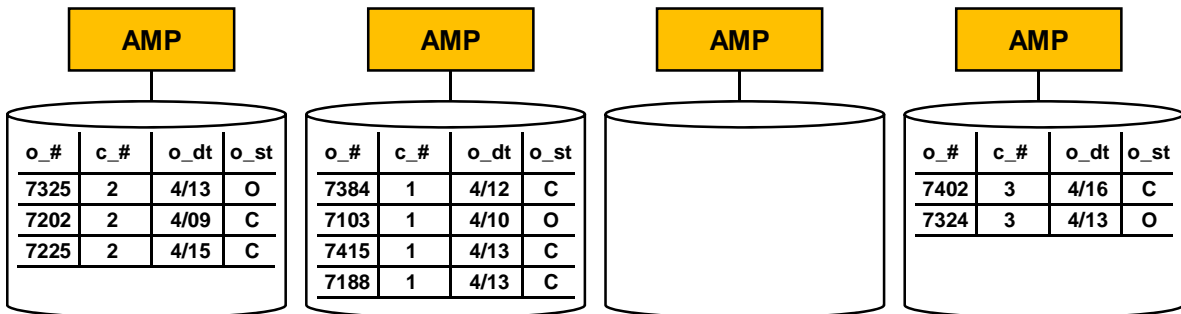 AMP AMP AMP AMP
o_# c_# o_dt o_st o_# c_# o_dt o_st o_# c_# o_dt o_st
7325 2 4/13 O 7384 1 4/12 C 7402 3 4/16 C
7202 2 4/09 C 7103 1 4/10 O 7324 3 4/13 O
7225 2 4/15 C 7415 1 4/13 C
7188 1 4/13 C